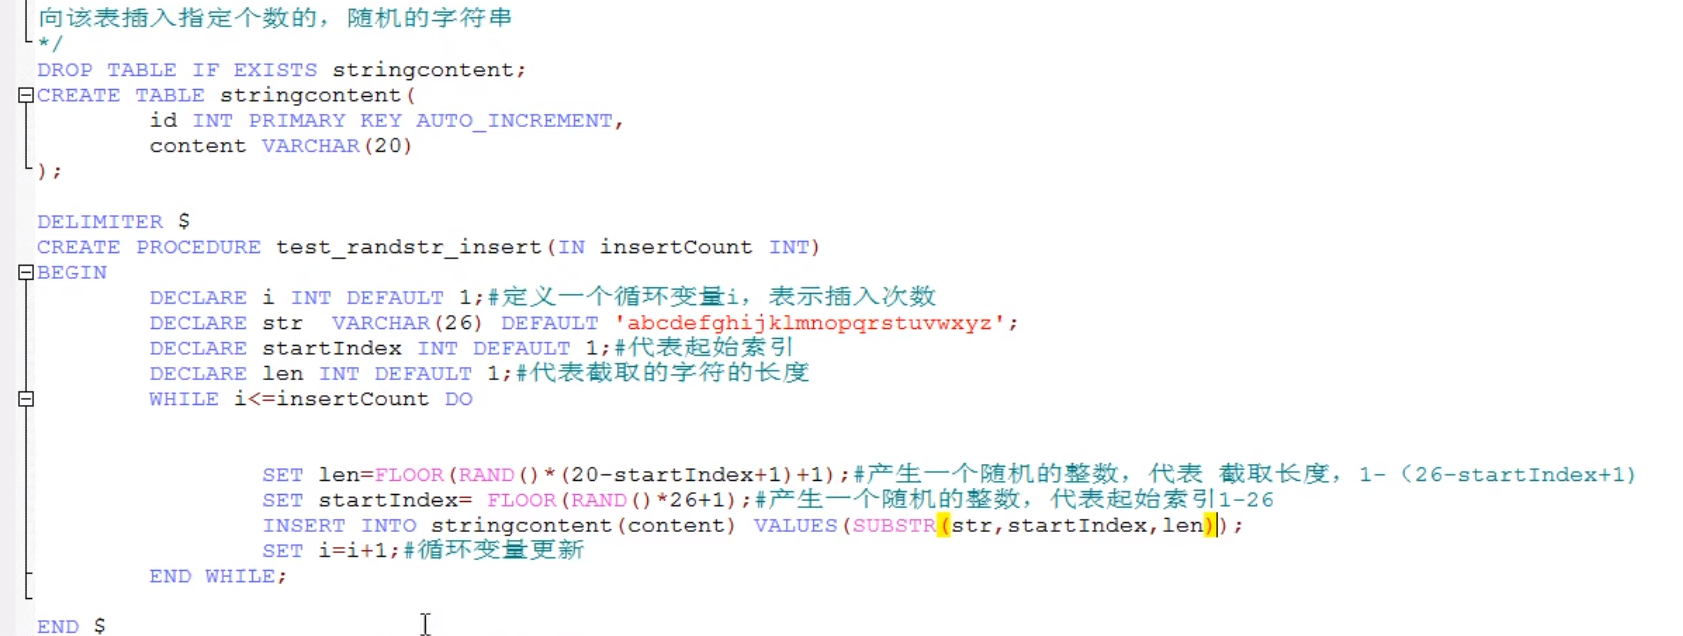 向该表插入指定个数的，随机的字符串
*/
DROP TABLE IF EXISTS stringcontent;
CREATE TABLE stringcontent(
id INT PRIMARY KEY AUTO_INCREMENT,
content VARCHAR(20)
);
DELIMITER $
CREATE PROCEDURE test_randstr_insert(IN insertCount INT)
BEGIN
DECLARE i INT DEFAULT 1;#定义一个循环变量i，表示插入次数
DECLARE str  VARCHAR(26) DEFAULT 'abcdefghijklmnopqrstuvwxyz';
DECLARE startIndex INT DEFAULT 1;#代表起始索引
DECLARE len INT DEFAULT 1;#代表截取的字符的长度
WHILE i<=insertCount DO
SET len=FLOOR(RAND()*(20-startIndex+1)+1);#产生一个随机的整数，代表 截取长度，1-（26-startIndex+1)
SET startIndex= FLOOR(RAND()*26+1);#产生一个随机的整数，代表起始索引1-26
INSERT INTO stringcontent(content) VALUES(SUBSTR(str,startIndex,len));
SET i=i+1;#循环变量更新
END WHILE;
END $